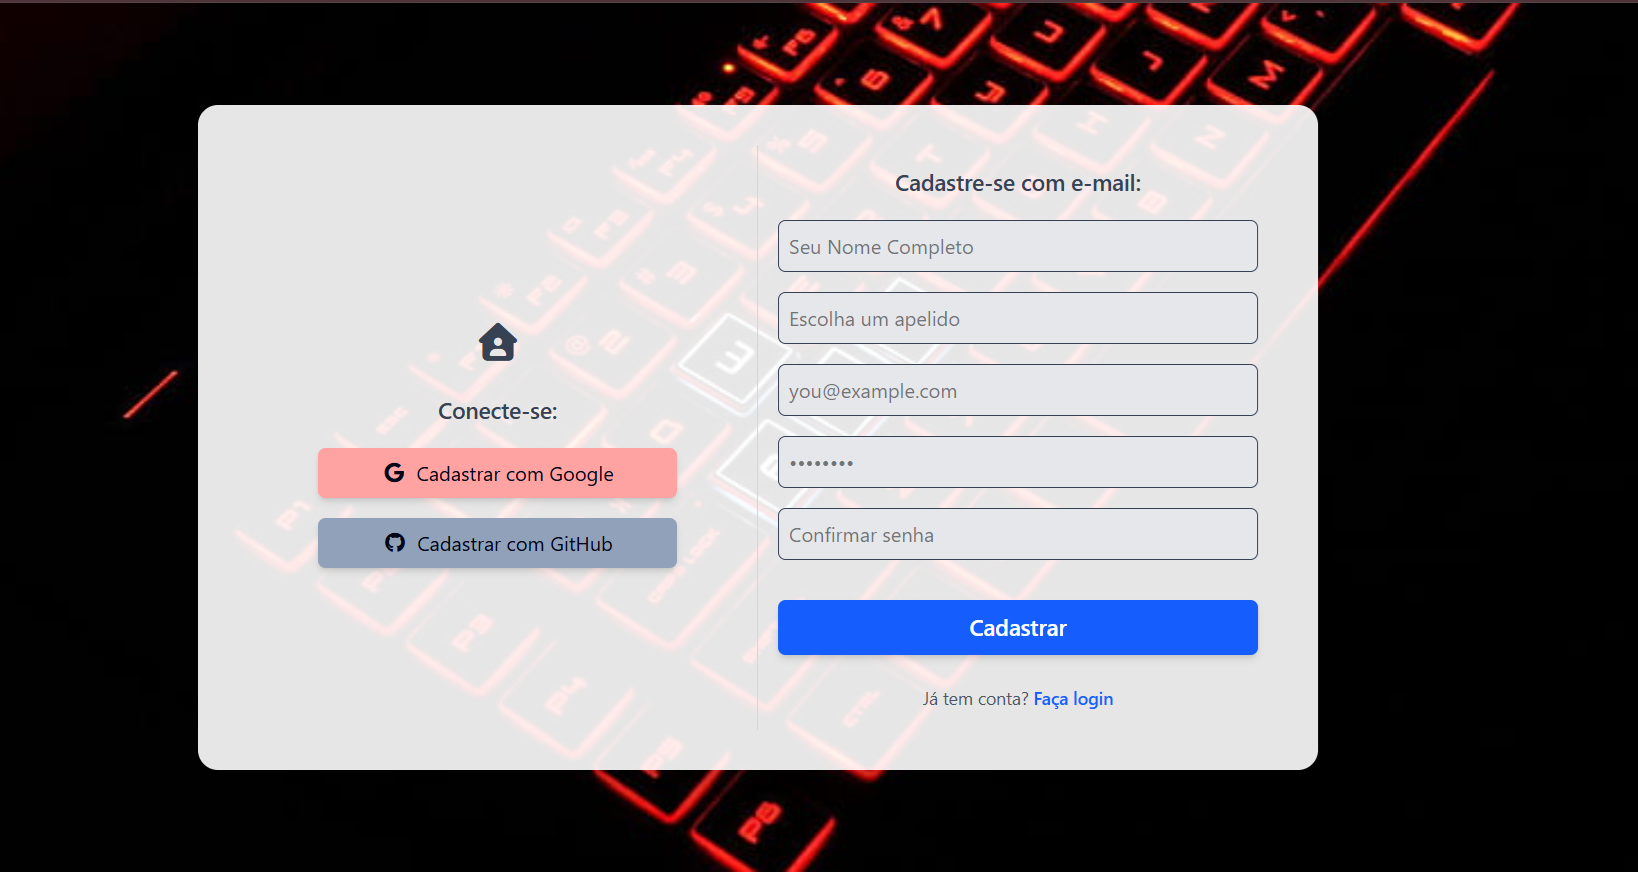 Conecte-se:
Cadastrar com Google
Cadastrar com GitHub
Cadastre-se com e-mail:
Seu Nome Completo
Escolha um apelido
you@example.com
••••••••
Confirmar senha
Cadastrar
Já tem conta? Faça login